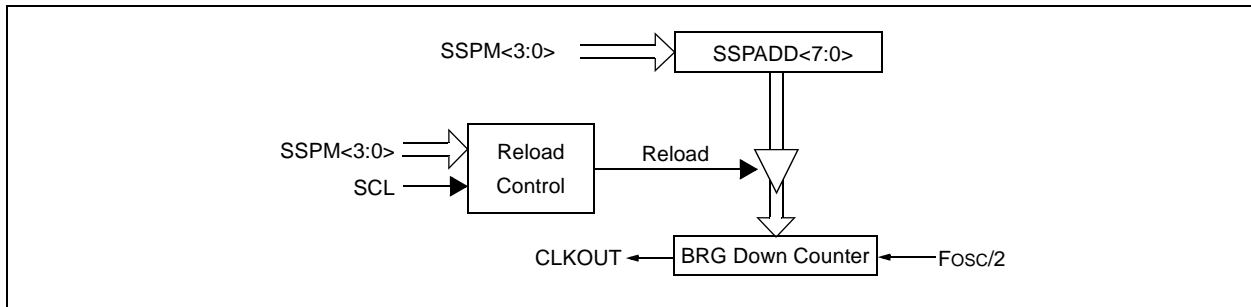 SSPM<3:0>
SSPADD<7:0>
SSPM<3:0>
SCL
Reload
Control
Reload
CLKOUT
BRG Down Counter
FOSC/2